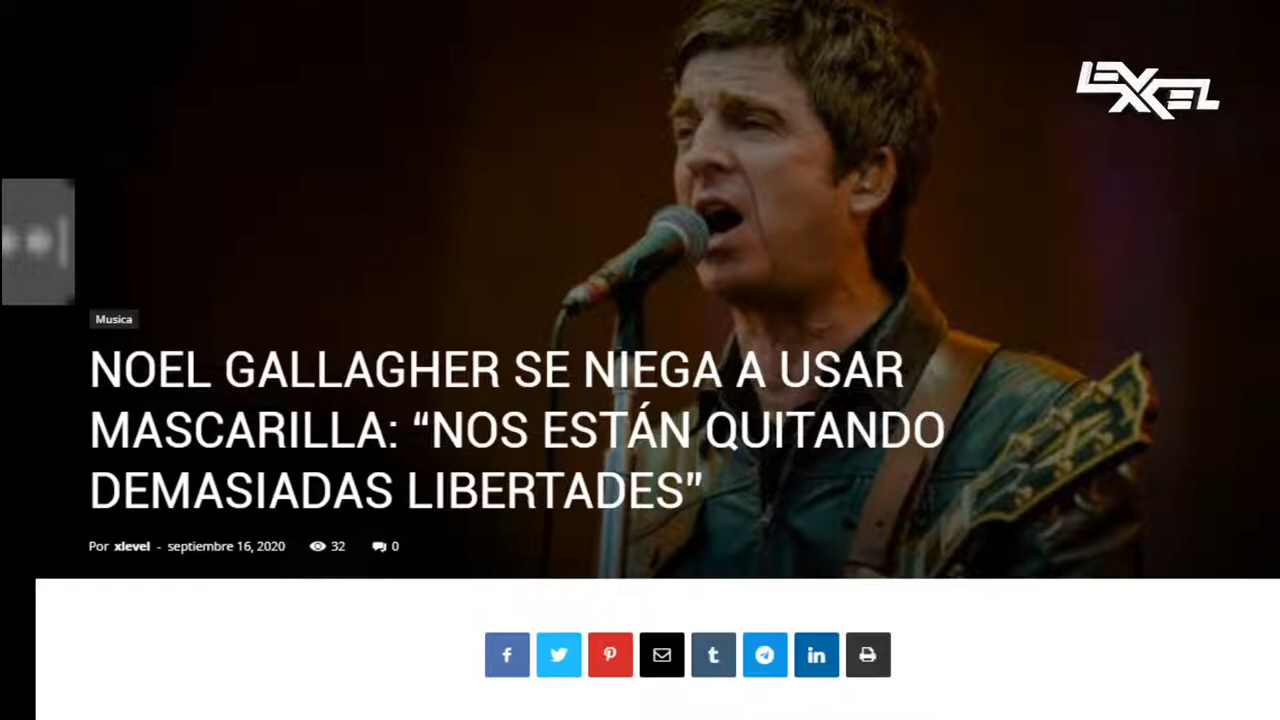 LEVXEL
Musica
NOEL GALLAGHER SE NIEGA A USAR
MASCARILLA: “NOS ESTÁN QUITANDO
DEMASIADAS LIBERTADES”
Por xlevel - septiembre 16, 2020 32 0